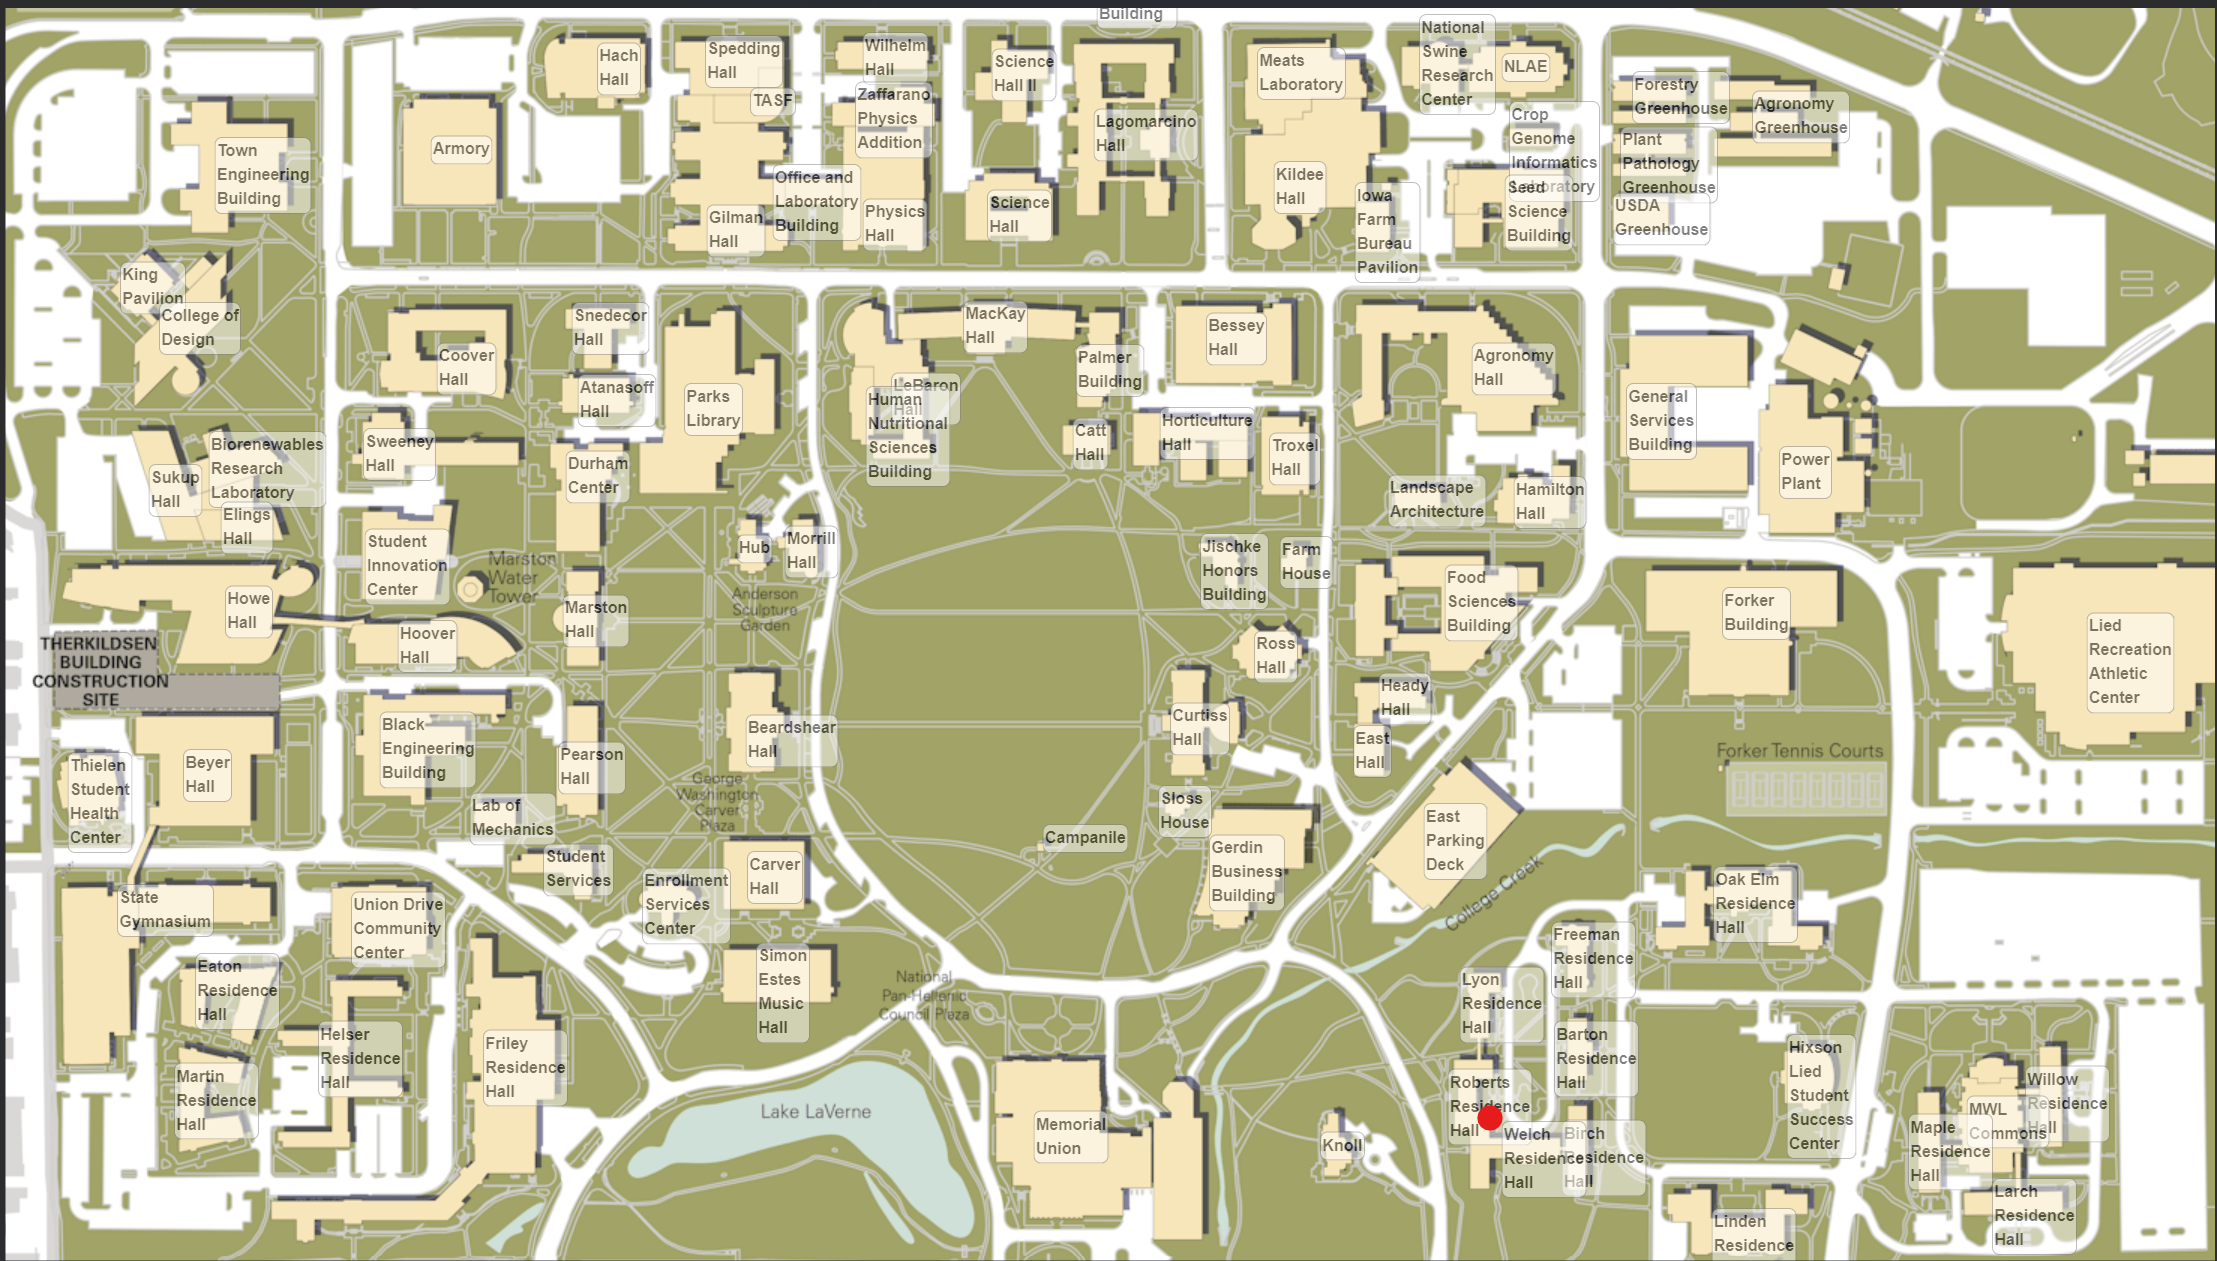 Building
Hach
Hall
Spedding
Hall
TASF
Wilhelm
Hall
Zaffarano
Physics
Addition
Science
Hall II
Lagomarcino
Hall
Meats
Laboratory
National
Swine
Research
Center
NLAE
Forestry
Greenhouse
Agronomy
Greenhouse
Town
Engineering
Building
Armory
Office and
Laboratory
Building
Gilman
Hall
Physics
Hall
Science
Hall
Kildee
Hall
Iowa
Farm
Bureau
Pavilion
Crop
Genome
Informatics
Laboratory
Seed
Science
Building
Plant
Pathology
Greenhouse
USDA
Greenhouse
King
Pavilion
College of
Design
Coover
Hall
Snedecor
Hall
Atanasoff
Hall
Parks
Library
MacKay
Hall
LeBaron
Hall
Human
Nutritional
Sciences
Building
Palmer
Building
Bessey
Hall
Catt
Hall
Horticulture
Hall
Troxel
Hall
Agronomy
Hall
General
Services
Building
Power
Plant
Landscape
Architecture
Hamilton
Hall
Sukup
Hall
Biorenewables
Research
Laboratory
Elings
Hall
Sweeney
Hall
Durham
Center
Student
Innovation
Center
Marston
Water
Tower
Hub
Morrill
Hall
Anderson
Sculpture
Garden
Jischke
Honors
Building
Farm
House
Food
Sciences
Building
Forker
Building
Lied
Recreation
Athletic
Center
Howe
Hall
Hoover
Hall
Marston
Hall
Ross
Hall
Heady
Hall
East
Hall
THERKILDSEN
BUILDING
CONSTRUCTION
SITE
Black
Engineering
Building
Pearson
Hall
Beardshear
Hall
Curtiss
Hall
Forker Tennis Courts
Thielen
Student
Health
Center
Beyer
Hall
Lab of
Mechanics
George
Washington
Carver
Plaza
Sloss
House
Campanile
Gerdin
Business
Building
East
Parking
Deck
College Creek
State
Gymnasium
Union Drive
Community
Center
Student
Services
Enrollment
Services
Center
Carver
Hall
Simon
Estes
Music
Hall
National
Pan-Hellenic
Council Plaza
Oak Elm
Residence
Hall
Freeman
Residence
Hall
Lyon
Residence
Hall
Barton
Residence
Hall
Eaton
Residence
Hall
Helser
Residence
Hall
Martin
Residence
Hall
Friley
Residence
Hall
Lake LaVerne
Memorial
Union
Knoll
Roberts
Residence
Hall
Welch
Residence
Hall
Birch
Residence
Hall
Hixson
Lied
Student
Success
Center
Willow
Residence
Hall
MWL
Commons
Maple
Residence
Hall
Larch
Residence
Hall
Linden
Residence